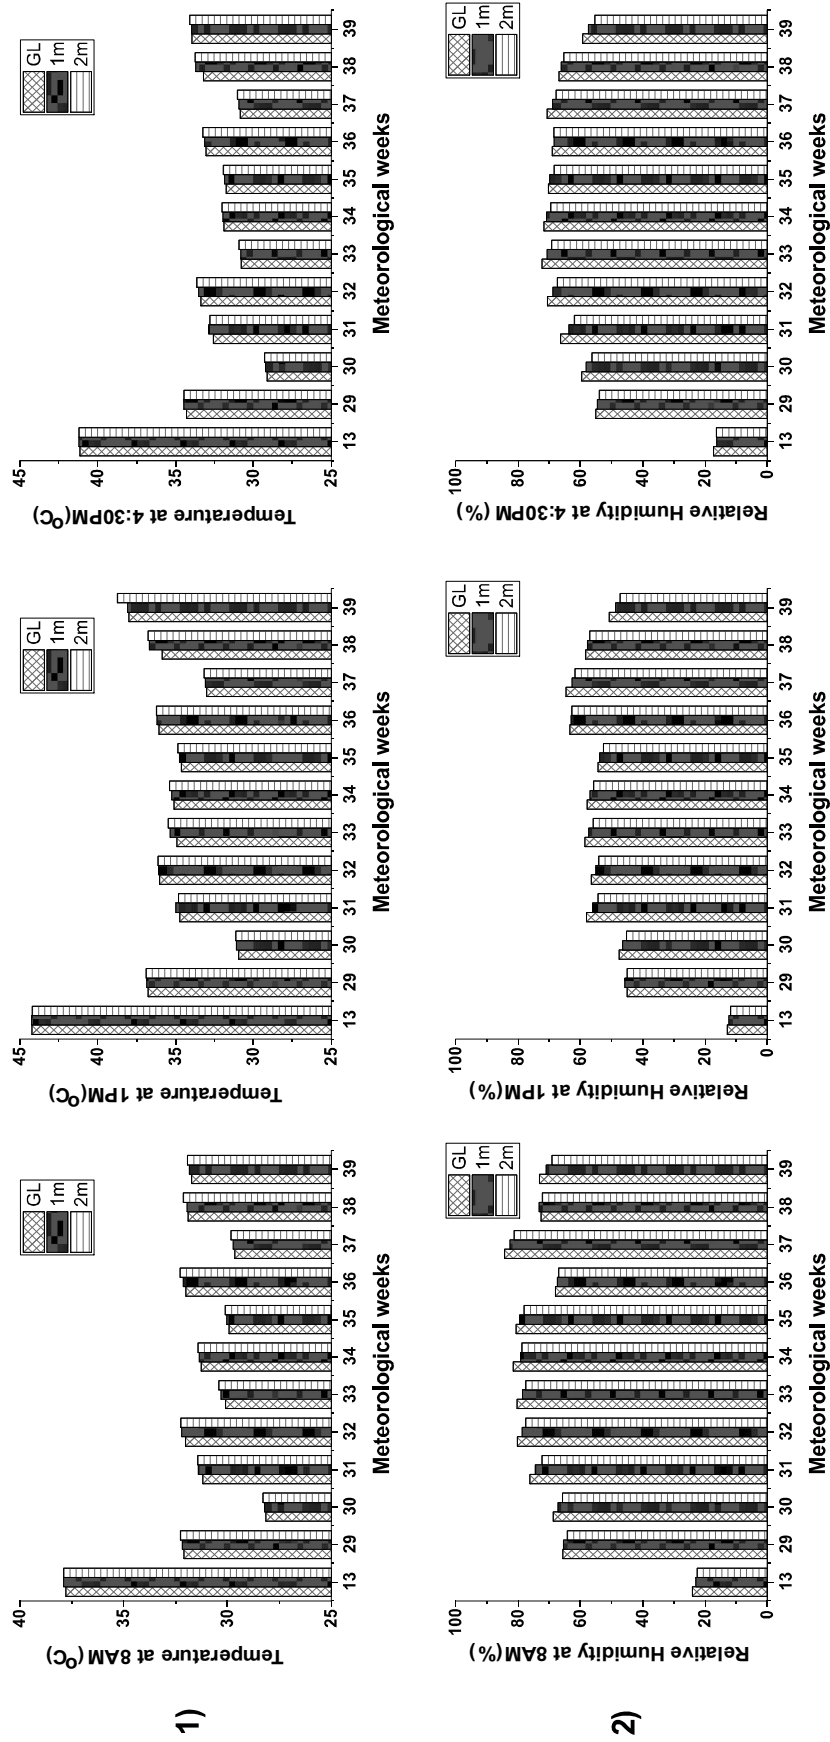 1)
Temperature at 8AM(°C)
40
35
30
25
GL
1m
2m
13 29 30 31 32 33 34 35 36 37 38 39
Meteorological weeks
Temperature at 1PM(°C)
45
40
35
30
25
GL
1m
2m
13 29 30 31 32 33 34 35 36 37 38 39
Meteorological weeks
Temperature at 4:30PM(°C)
45
40
35
30
25
GL
1m
2m
13 29 30 31 32 33 34 35 36 37 38 39
Meteorological weeks
2)
Relative Humidity at 8AM (%)
100
80
60
40
20
0
GL
1m
2m
13 29 30 31 32 33 34 35 36 37 38 39
Meteorological weeks
Relative Humidity at 1PM (%)
100
80
60
40
20
0
GL
1m
2m
13 29 30 31 32 33 34 35 36 37 38 39
Meteorological weeks
Relative Humidity at 4:30PM (%)
100
80
60
40
20
0
GL
1m
2m
13 29 30 31 32 33 34 35 36 37 38 39
Meteorological weeks